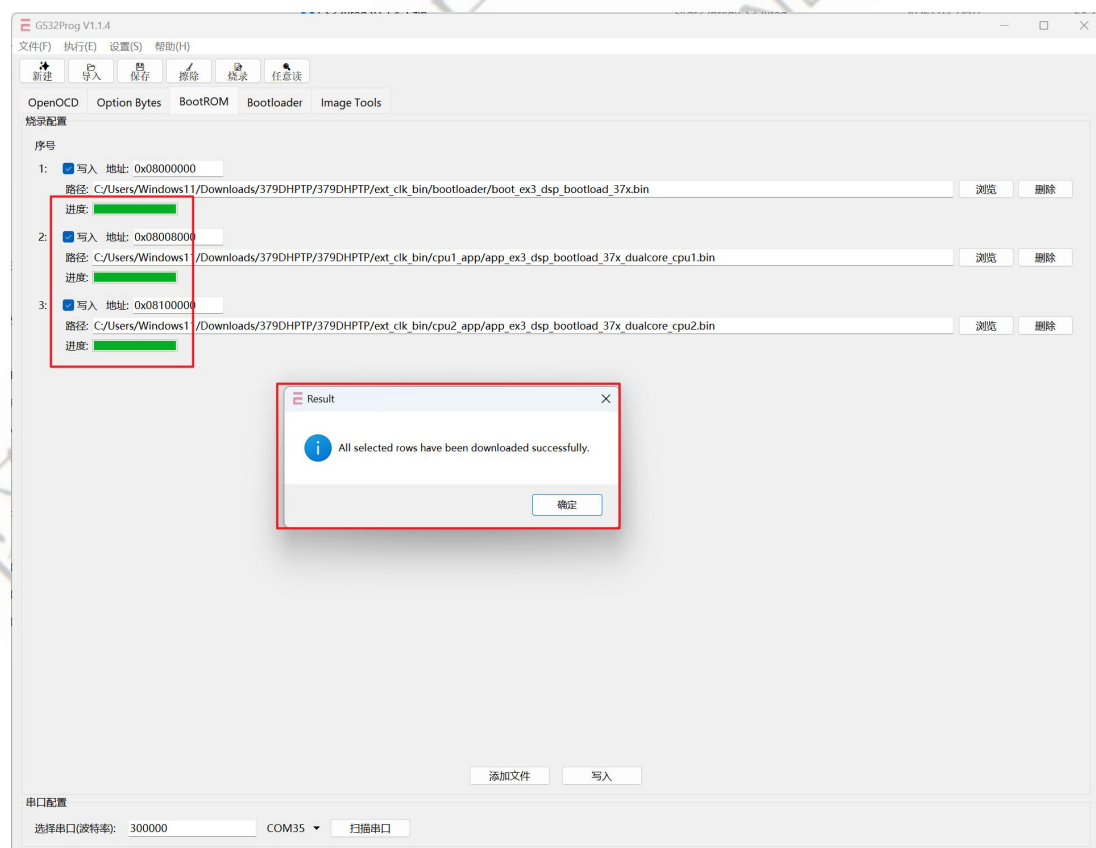 GS32Prog V1.1.4
文件(F) 执行(E) 设置(S) 帮助(H)
新建 导入 保存 擦除 烧录 任意读
OpenOCD Option Bytes BootROM Bootloader Image Tools
烧录配置
序号
1: 写入 地址: 0x08000000
路径: C:/Users/Windows11/Downloads/379DHPTP/379DHPTP/ext_clk_bin/bootloader/boot_ex3_dsp_bootload_37x.bin 浏览 删除
进度:
2: 写入 地址: 0x08008000
路径: C:/Users/Windows11/Downloads/379DHPTP/379DHPTP/ext_clk_bin/cpu1_app/app_ex3_dsp_bootload_37x_dualcore_cpu1.bin 浏览 删除
进度:
3: 写入 地址: 0x08100000
路径: C:/Users/Windows11/Downloads/379DHPTP/379DHPTP/ext_clk_bin/cpu2_app/app_ex3_dsp_bootload_37x_dualcore_cpu2.bin 浏览 删除
进度:
Result
All selected rows have been downloaded successfully.
确定
添加文件 写入
串口配置
选择串口(波特率): 300000 COM35 扫描串口